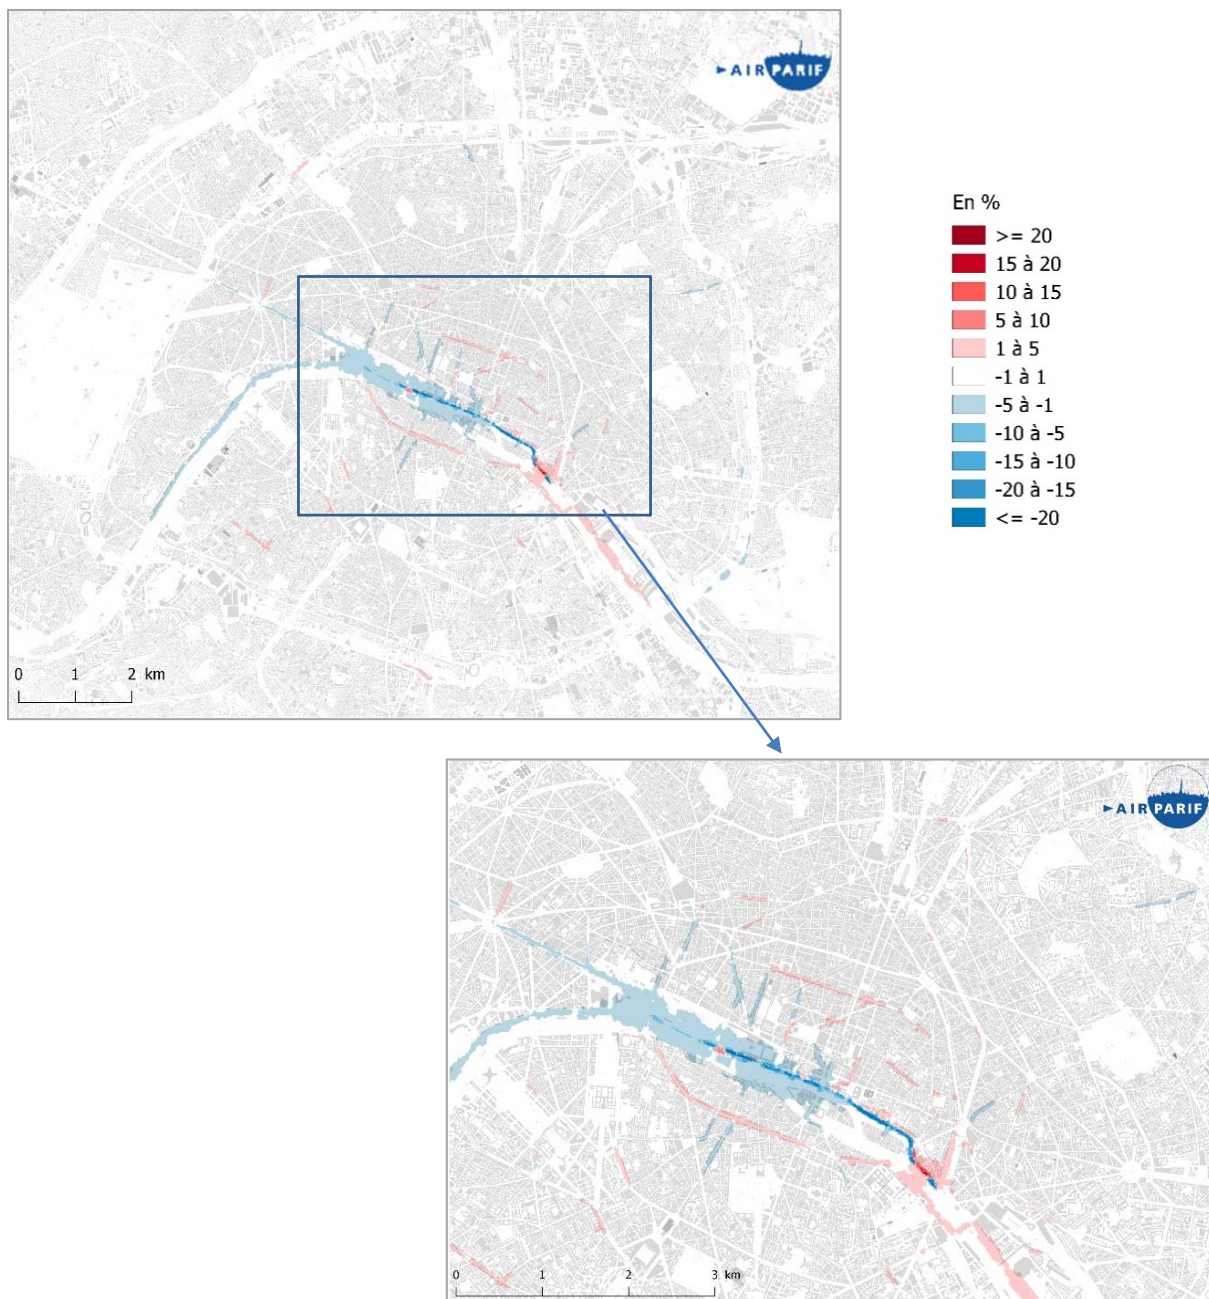 AIRPARIF
En %
>= 20
15 à 20
10 à 15
5 à 10
1 à 5
-1 à 1
-5 à -1
-10 à -5
-15 à -10
-20 à -15
<= -20
0 1 2 km
AIRPARIF
0 1 2 3 km